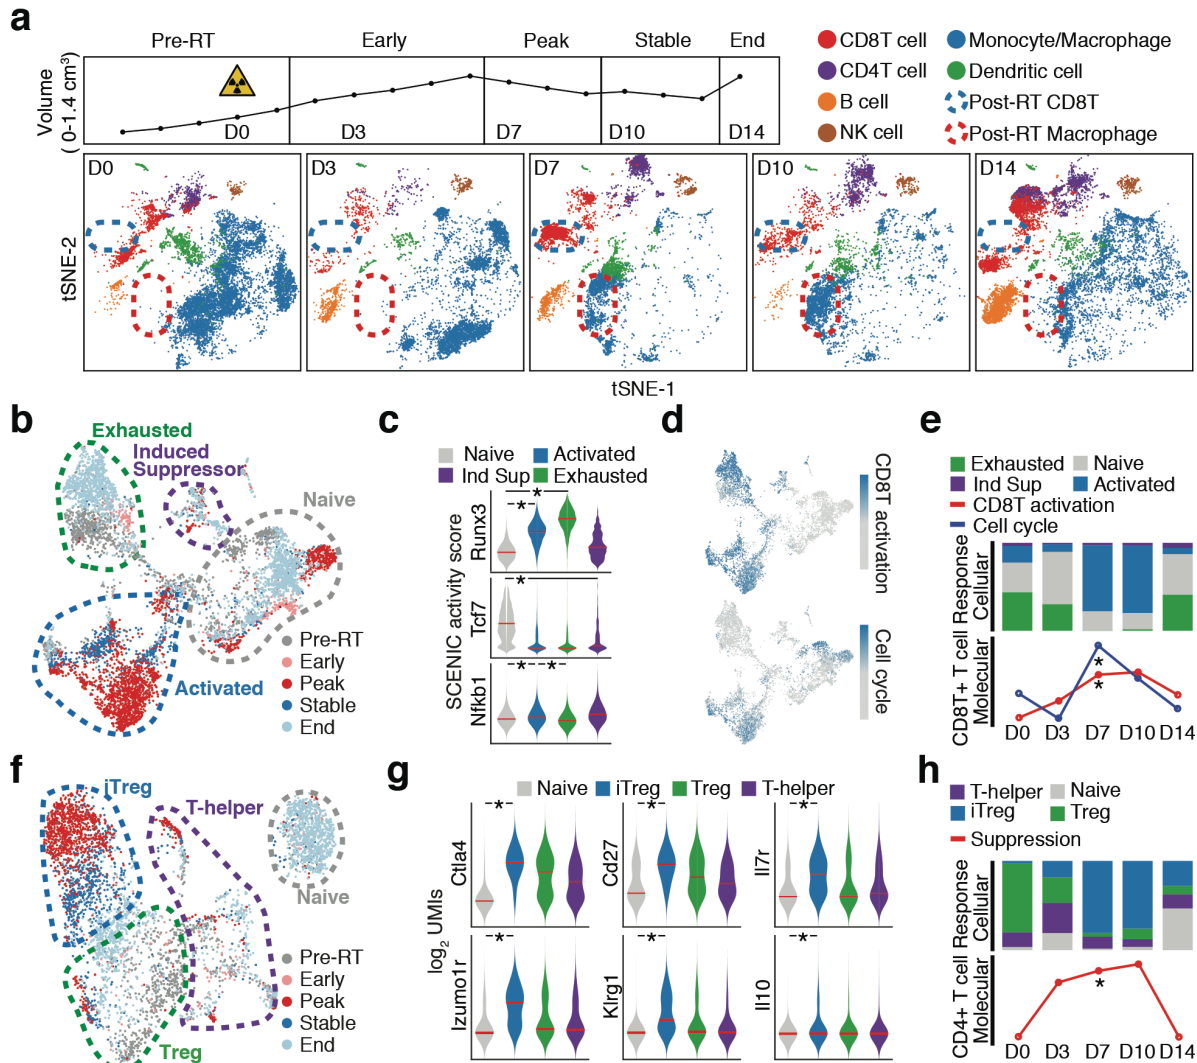 a
Pre-RT Early Peak Stable End
Volume
( 0-1.4 cm³)
D0 D3 D7 D10 D14
CD8T cell
CD4T cell
B cell
NK cell
Monocyte/Macrophage
Dendritic cell
Post-RT CD8T
Post-RT Macrophage
D0 D3 D7 D10 D14
tSNE-2
tSNE-1
b
Exhausted
Induced
Suppressor
Naive
Activated
Pre-RT
Early
Peak
Stable
End
c
Naive Activated
Ind Sup Exhausted
SCENIC activity score
Runx3
*
*
Tcf7
*
Nfkb1
* *
d
CD8T activation
Cell cycle
e
Exhausted Naive
Ind Sup Activated
CD8T activation
Cell cycle
CD8T+ T cell Response
Cellular
Molecular
*
*
D0 D3 D7 D10 D14
f
iTreg
T-helper
Naive
Treg
Pre-RT
Early
Peak
Stable
End
g
Naive iTreg Treg T-helper
log₂ UMIs
Ctla4 * Cd27 * Il7r *
Izumo1r * Klrg1 * Il10 *
h
T-helper Naive
iTreg Treg
Suppression
CD4+ T cell Response
Cellular
Molecular
*
D0 D3 D7 D10 D14